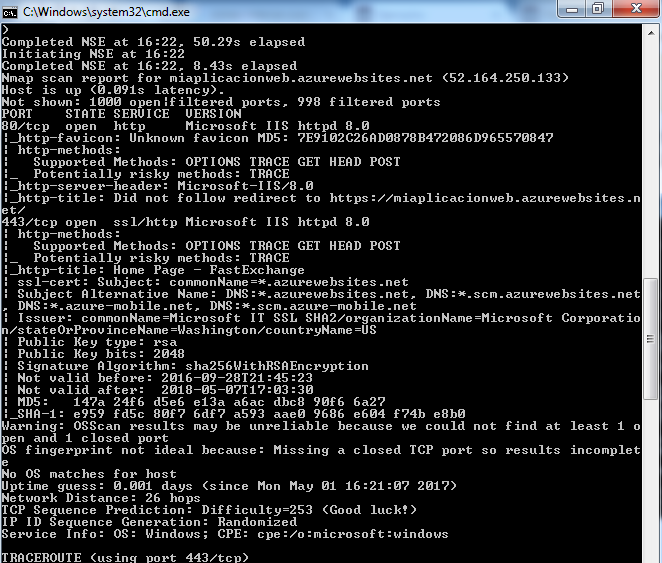 C:\Windows\system32\cmd.exe
)
Completed NSE at 16:22, 50.29s elapsed
Initiating NSE at 16:22
Completed NSE at 16:22, 8.43s elapsed
Nmap scan report for miaplicacionweb.azurewebsites.net (52.164.250.133)
Host is up (0.091s latency).
Not shown: 1000 open|filtered ports, 998 filtered ports
PORT    STATE SERVICE  VERSION
80/tcp  open  http     Microsoft IIS httpd 8.0
|_http-favicon: Unknown favicon MD5: 7E9102C26AD0878B472086D965570847
| http-methods:
|   Supported Methods: OPTIONS TRACE GET HEAD POST
|_  Potentially risky methods: TRACE
|_http-server-header: Microsoft-IIS/8.0
|_http-title: Did not follow redirect to https://miaplicacionweb.azurewebsites.n
et/
443/tcp open  ssl/http Microsoft IIS httpd 8.0
| http-methods:
|   Supported Methods: OPTIONS TRACE GET HEAD POST
|_  Potentially risky methods: TRACE
|_http-title: Home Page - FastExchange
| ssl-cert: Subject: commonName=*.azurewebsites.net
| Subject Alternative Name: DNS:*.azurewebsites.net, DNS:*.scm.azurewebsites.net
, DNS:*.azure-mobile.net, DNS:*.scm.azure-mobile.net
| Issuer: commonName=Microsoft IT SSL SHA2/organizationName=Microsoft Corporatio
n/stateOrProvinceName=Washington/countryName=US
| Public Key type: rsa
| Public Key bits: 2048
| Signature Algorithm: sha256WithRSAEncryption
| Not valid before: 2016-09-28T21:45:23
| Not valid after:  2018-05-07T17:03:30
| MD5:   147a 24f6 d5e6 e13a a6ac dbc8 90f6 6a27
|_SHA-1: e959 fd5c 80f7 6df7 a593 aae0 9686 e604 f74b e8b0
Warning: OSScan results may be unreliable because we could not find at least 1 o
pen and 1 closed port
OS fingerprint not ideal because: Missing a closed TCP port so results incomplet
e
No OS matches for host
Uptime guess: 0.001 days (since Mon May 01 16:21:07 2017)
Network Distance: 26 hops
TCP Sequence Prediction: Difficulty=253 (Good luck!)
IP ID Sequence Generation: Randomized
Service Info: OS: Windows; CPE: cpe:/o:microsoft:windows
TRACEROUTE (using port 443/tcp)